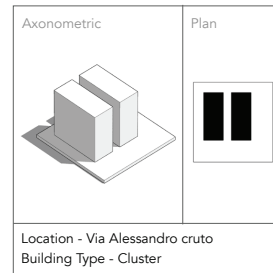 Axonometric
Plan
Location - Via Alessandro cruto
Building Type - Cluster